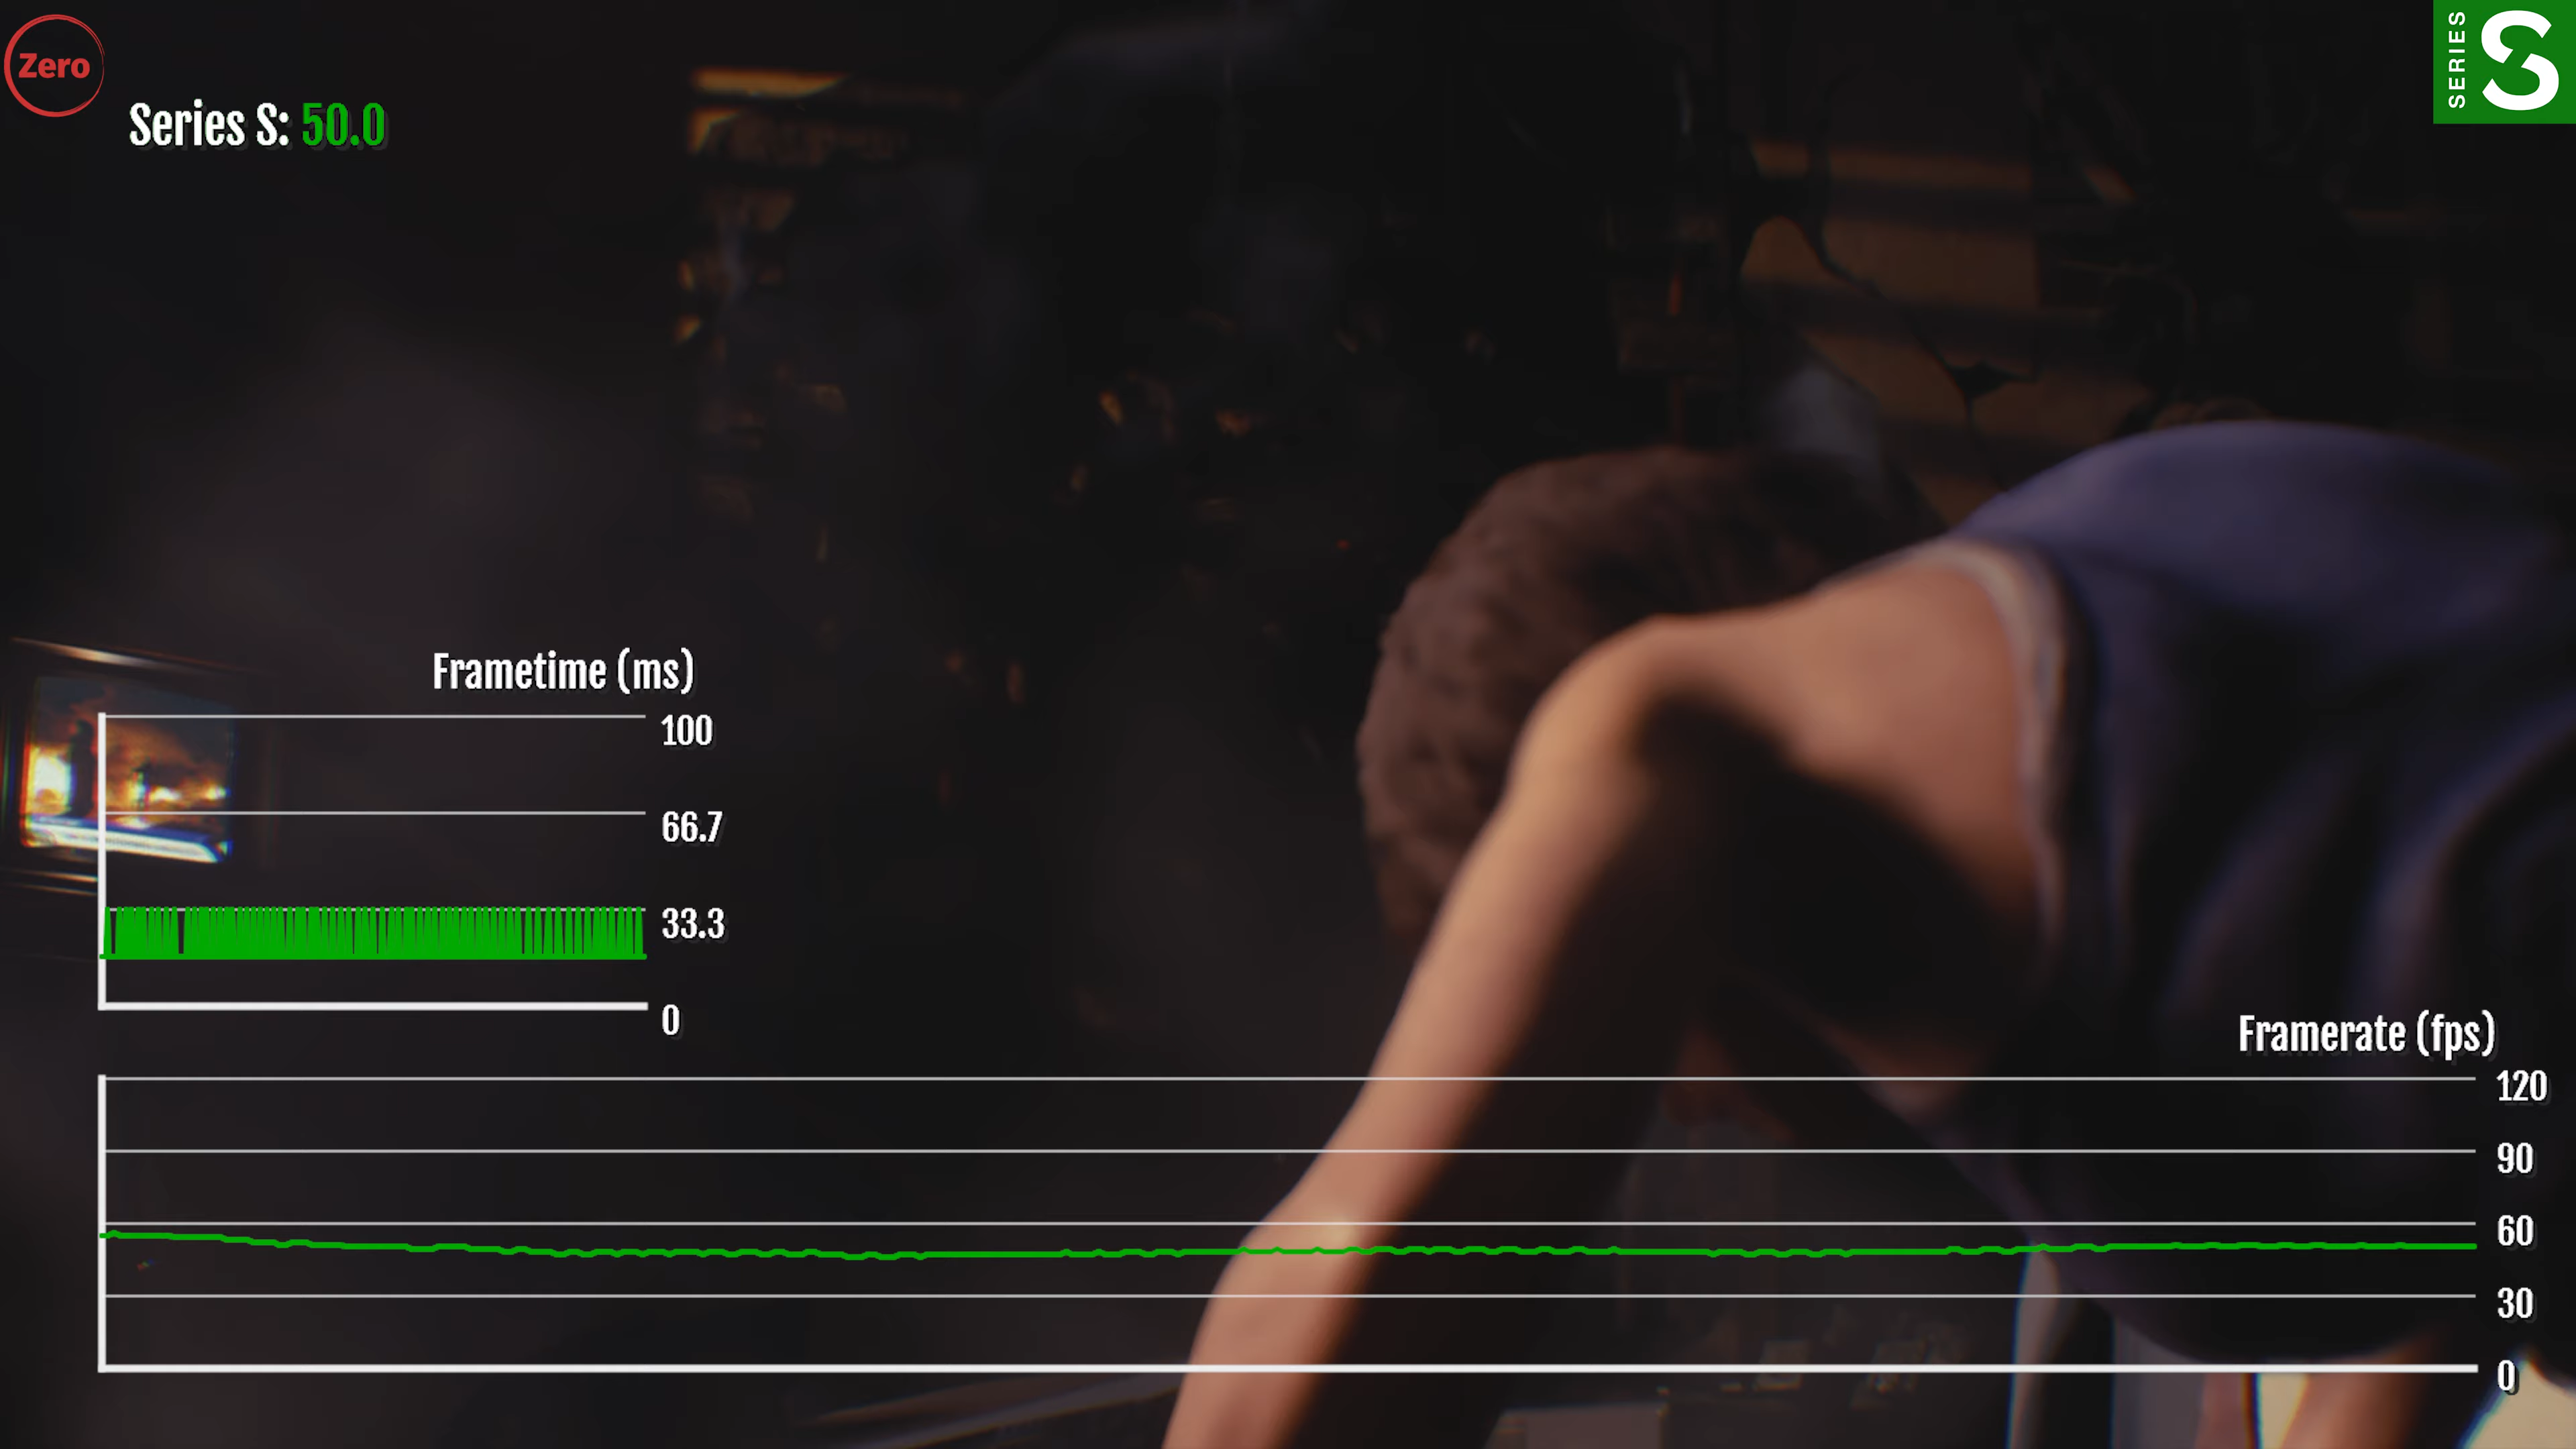 Zero
SERIES S
Series S: 50.0
Frametime (ms)
100
66.7
33.3
0
Framerate (fps)
120
90
60
30
0